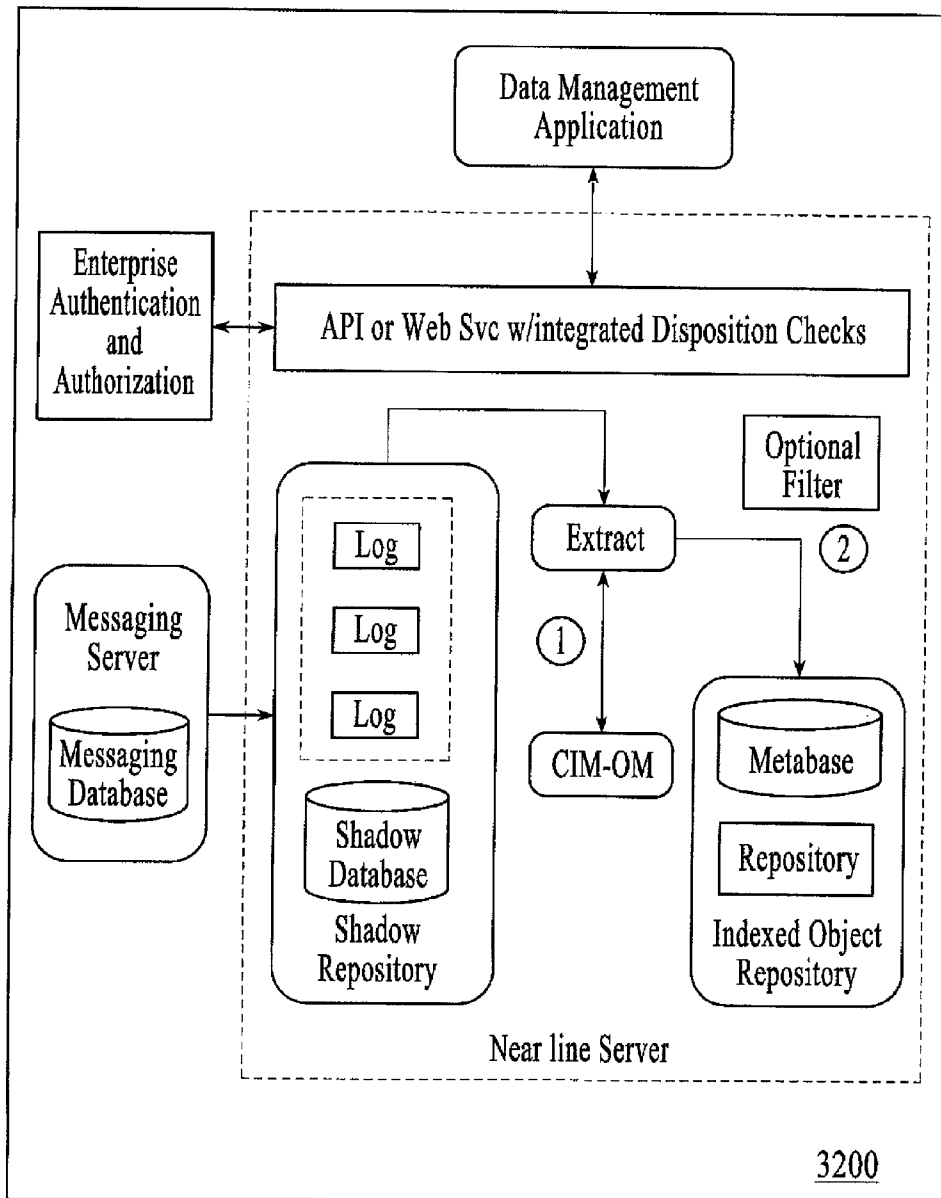 Data Management
Application
Enterprise
Authentication
and
Authorization
API or Web Svc w/integrated Disposition Checks
Optional
Filter
Extract
2
Log
Log
Log
1
Messaging
Server
Messaging
Database
CIM-OM
Metabase
Shadow
Database
Repository
Shadow
Repository
Indexed Object
Repository
Near line Server
3200